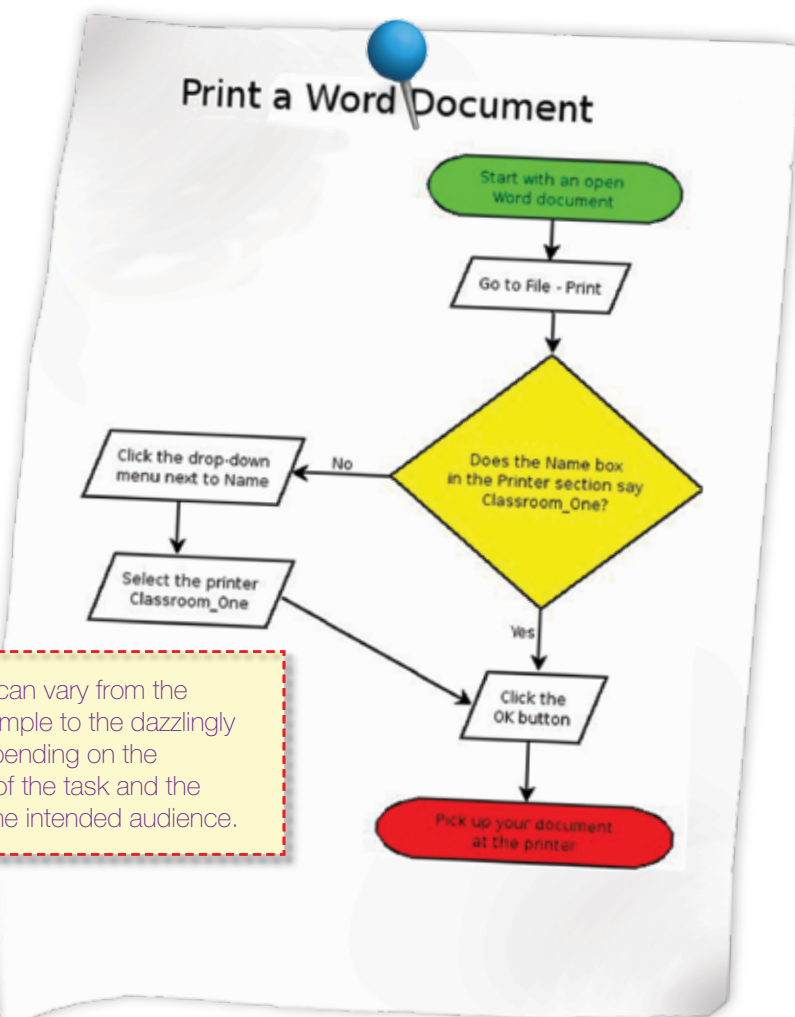 Print a Word Document
Start with an open
Word document
Go to File - Print
Does the Name box
in the Printer section say
Classroom_One?
No
Click the drop-down
menu next to Name
Select the printer
Classroom_One
Yes
Click the
OK button
Pick up your document
at the printer
can vary from the
mple to the dazzlingly
pending on the
of the task and the
he intended audience.